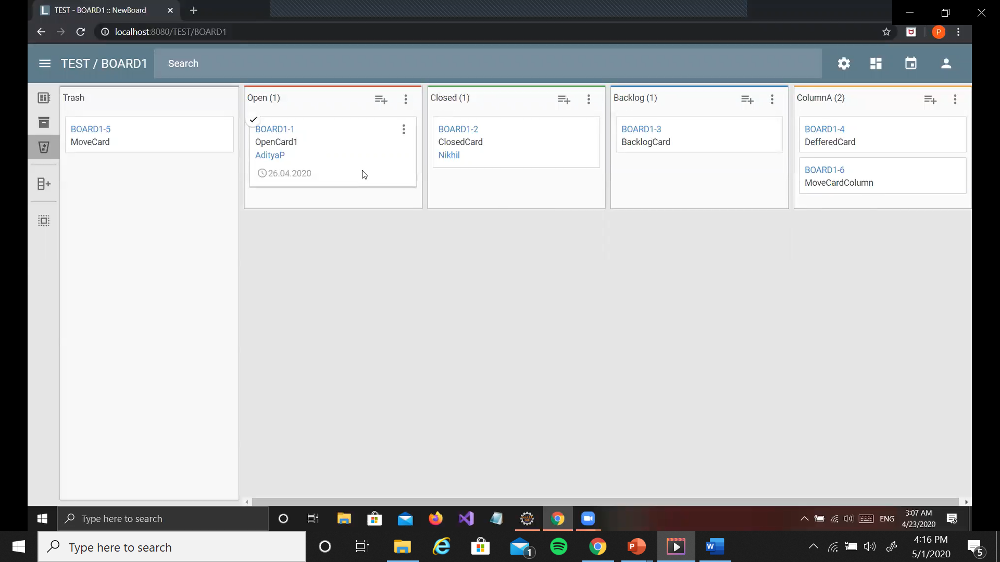 TEST - BOARD1 :: NewBoard
localhost:8080/TEST/BOARD1
P
TEST / BOARD1
Search
Trash
BOARD1-5
MoveCard
Open (1)
BOARD1-1
OpenCard1
AdityaP
26.04.2020
Closed (1)
BOARD1-2
ClosedCard
Nikhil
Backlog (1)
BOARD1-3
BacklogCard
ColumnA (2)
BOARD1-4
DefferedCard
BOARD1-6
MoveCardColumn
Type here to search
ENG
3:07 AM
4/23/2020
Type here to search
1
4:16 PM
5/1/2020
5